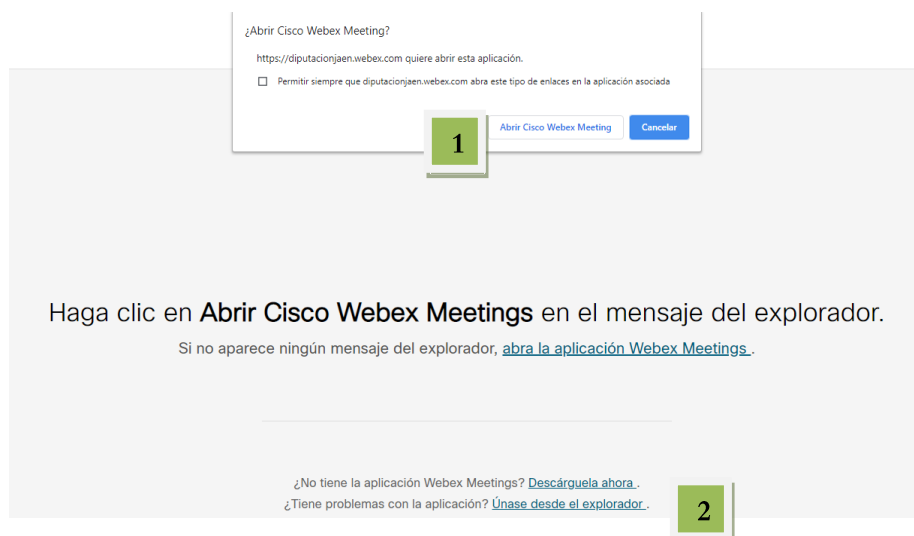 ¿Abrir Cisco Webex Meeting?
https://diputacionjaen.webex.com quiere abrir esta aplicación.
Permitir siempre que diputacionjaen.webex.com abra este tipo de enlaces en la aplicación asociada
1
Abrir Cisco Webex Meeting
Cancelar
Haga clic en Abrir Cisco Webex Meetings en el mensaje del explorador.
Si no aparece ningún mensaje del explorador, abra la aplicación Webex Meetings .
¿No tiene la aplicación Webex Meetings? Descárguela ahora .
¿Tiene problemas con la aplicación? Únase desde el explorador .
2